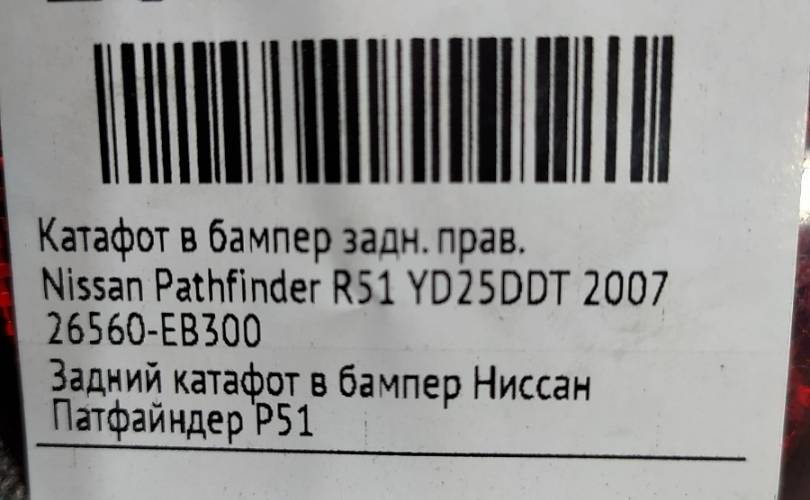 Катафот в бампер задн. прав.
Nissan Pathfinder R51 YD25DDT 2007
26560-EB300
Задний катафот в бампер Ниссан
Патфайндер Р51